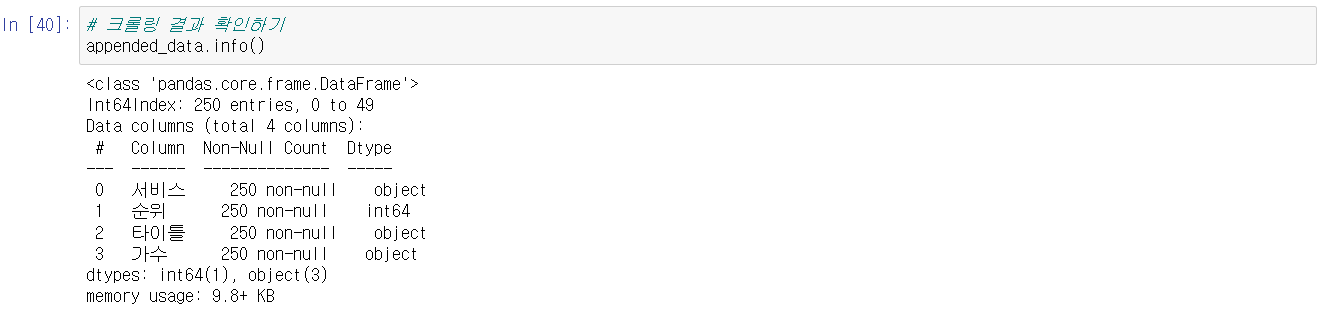 In [40]: # 크롤링 결과 확인하기
appended_data.info()
<class 'pandas.core.frame.DataFrame'>
Int64Index: 250 entries, 0 to 49
Data columns (total 4 columns):
 #   Column  Non-Null Count  Dtype
---  ------  --------------  -----
 0   서비스     250 non-null    object
 1   순위      250 non-null    int64
 2   타이틀     250 non-null    object
 3   가수      250 non-null    object
dtypes: int64(1), object(3)
memory usage: 9.8+ KB